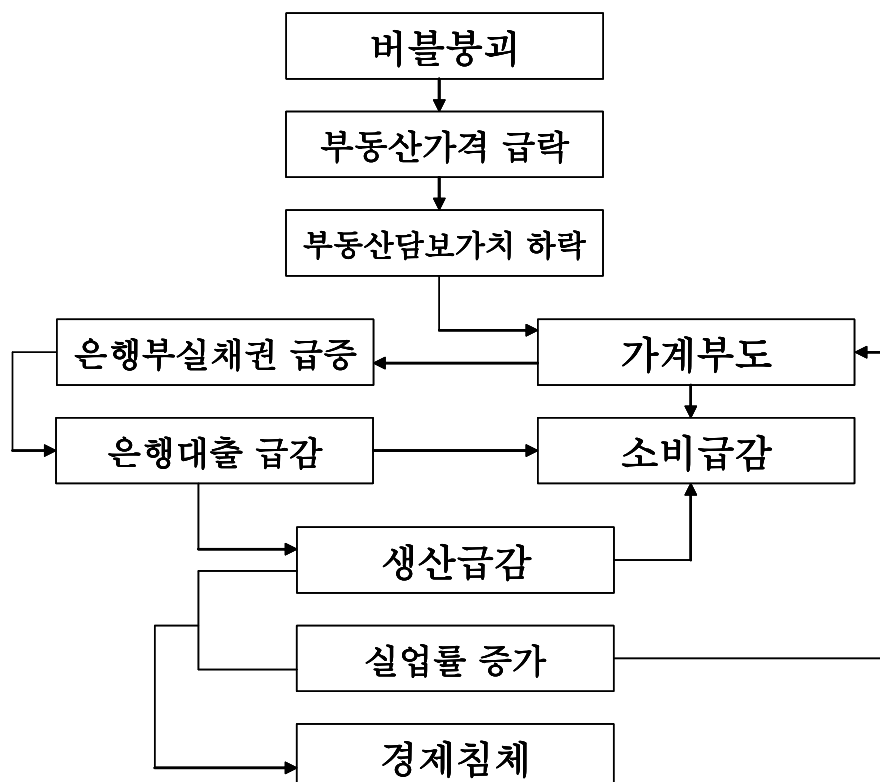 버블붕괴
부동산가격 급락
부동산담보가치 하락
은행부실채권 급증
가계부도
은행대출 급감
소비급감
생산급감
실업률 증가
경제침체